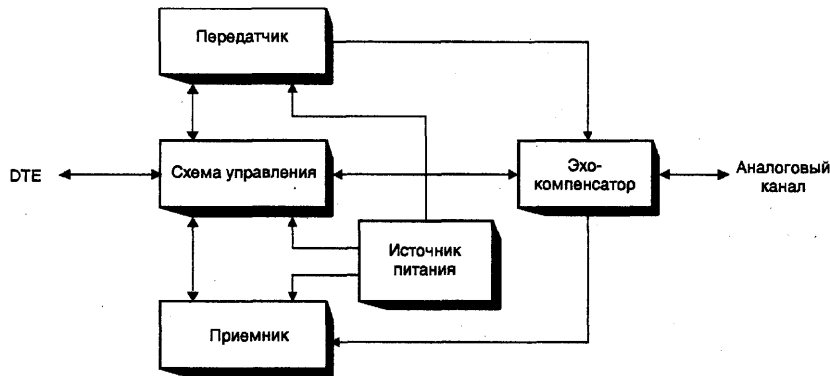 Передатчик
DTE
Схема управления
Эхо-
компенсатор
Аналоговый
канал
Источник
питания
Приемник